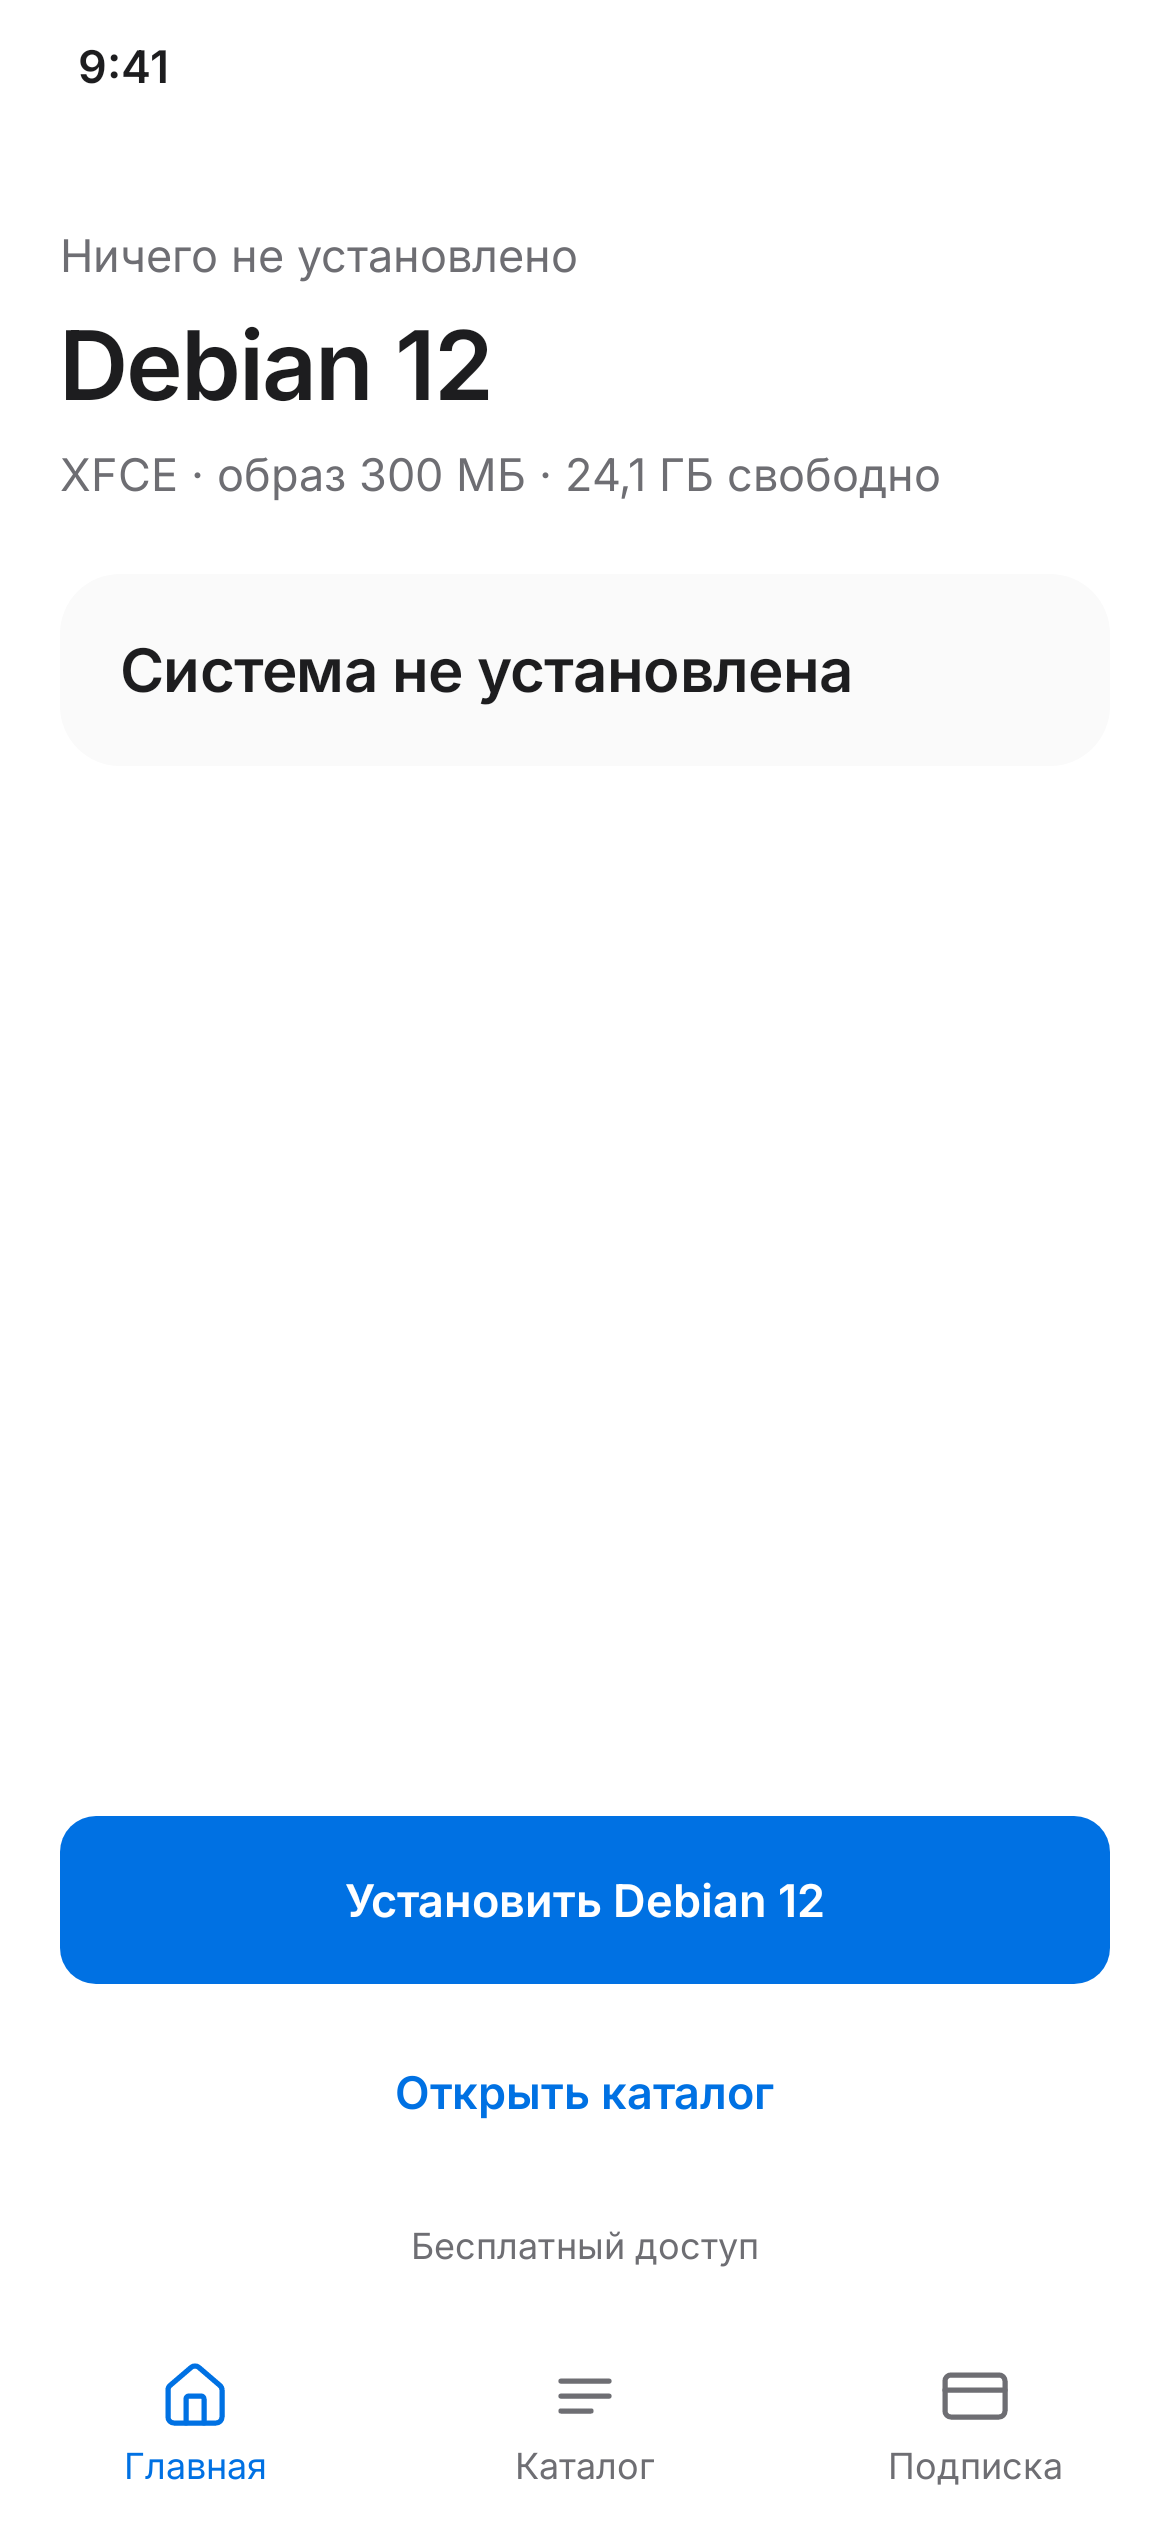 9:41
Ничего не установлено
Debian 12
XFCE · образ 300 МБ · 24,1 ГБ свободно
Система не установлена
Установить Debian 12
Открыть каталог
Бесплатный доступ
Главная
Каталог
Подписка